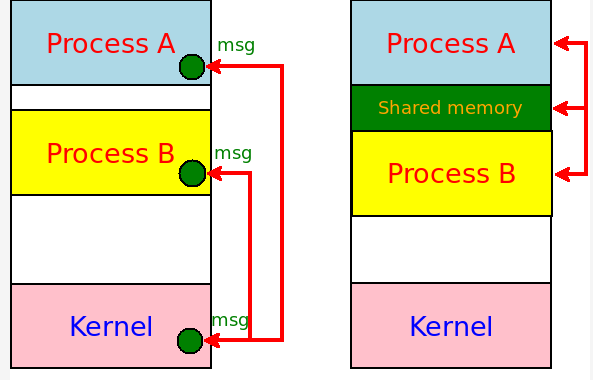 Process A
msg
Process B
msg
Kernel
msg
Process A
Shared memory
Process B
Kernel